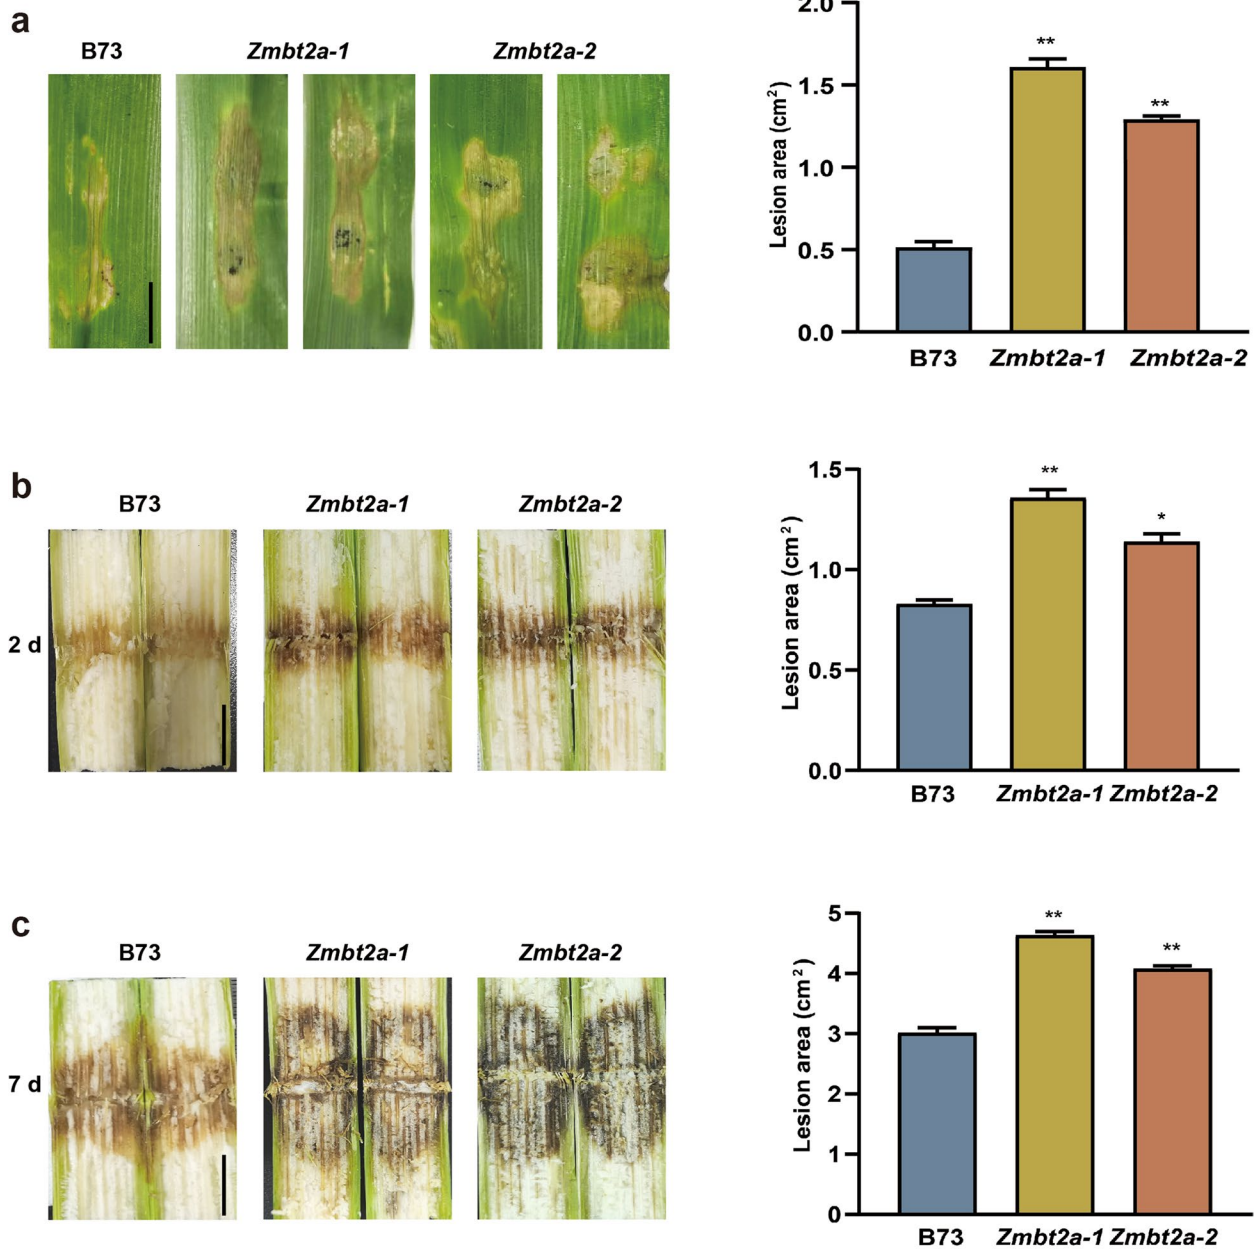 a
B73 Zmbt2a-1 Zmbt2a-2
2.0
1.5
1.0
0.5
0.0
Lesion area (cm²)
**
**
B73 Zmbt2a-1 Zmbt2a-2
b
B73 Zmbt2a-1 Zmbt2a-2
2 d
1.5
1.0
0.5
0.0
Lesion area (cm²)
**
*
B73 Zmbt2a-1 Zmbt2a-2
c
B73 Zmbt2a-1 Zmbt2a-2
7 d
5
4
3
2
1
0
Lesion area (cm²)
**
**
B73 Zmbt2a-1 Zmbt2a-2